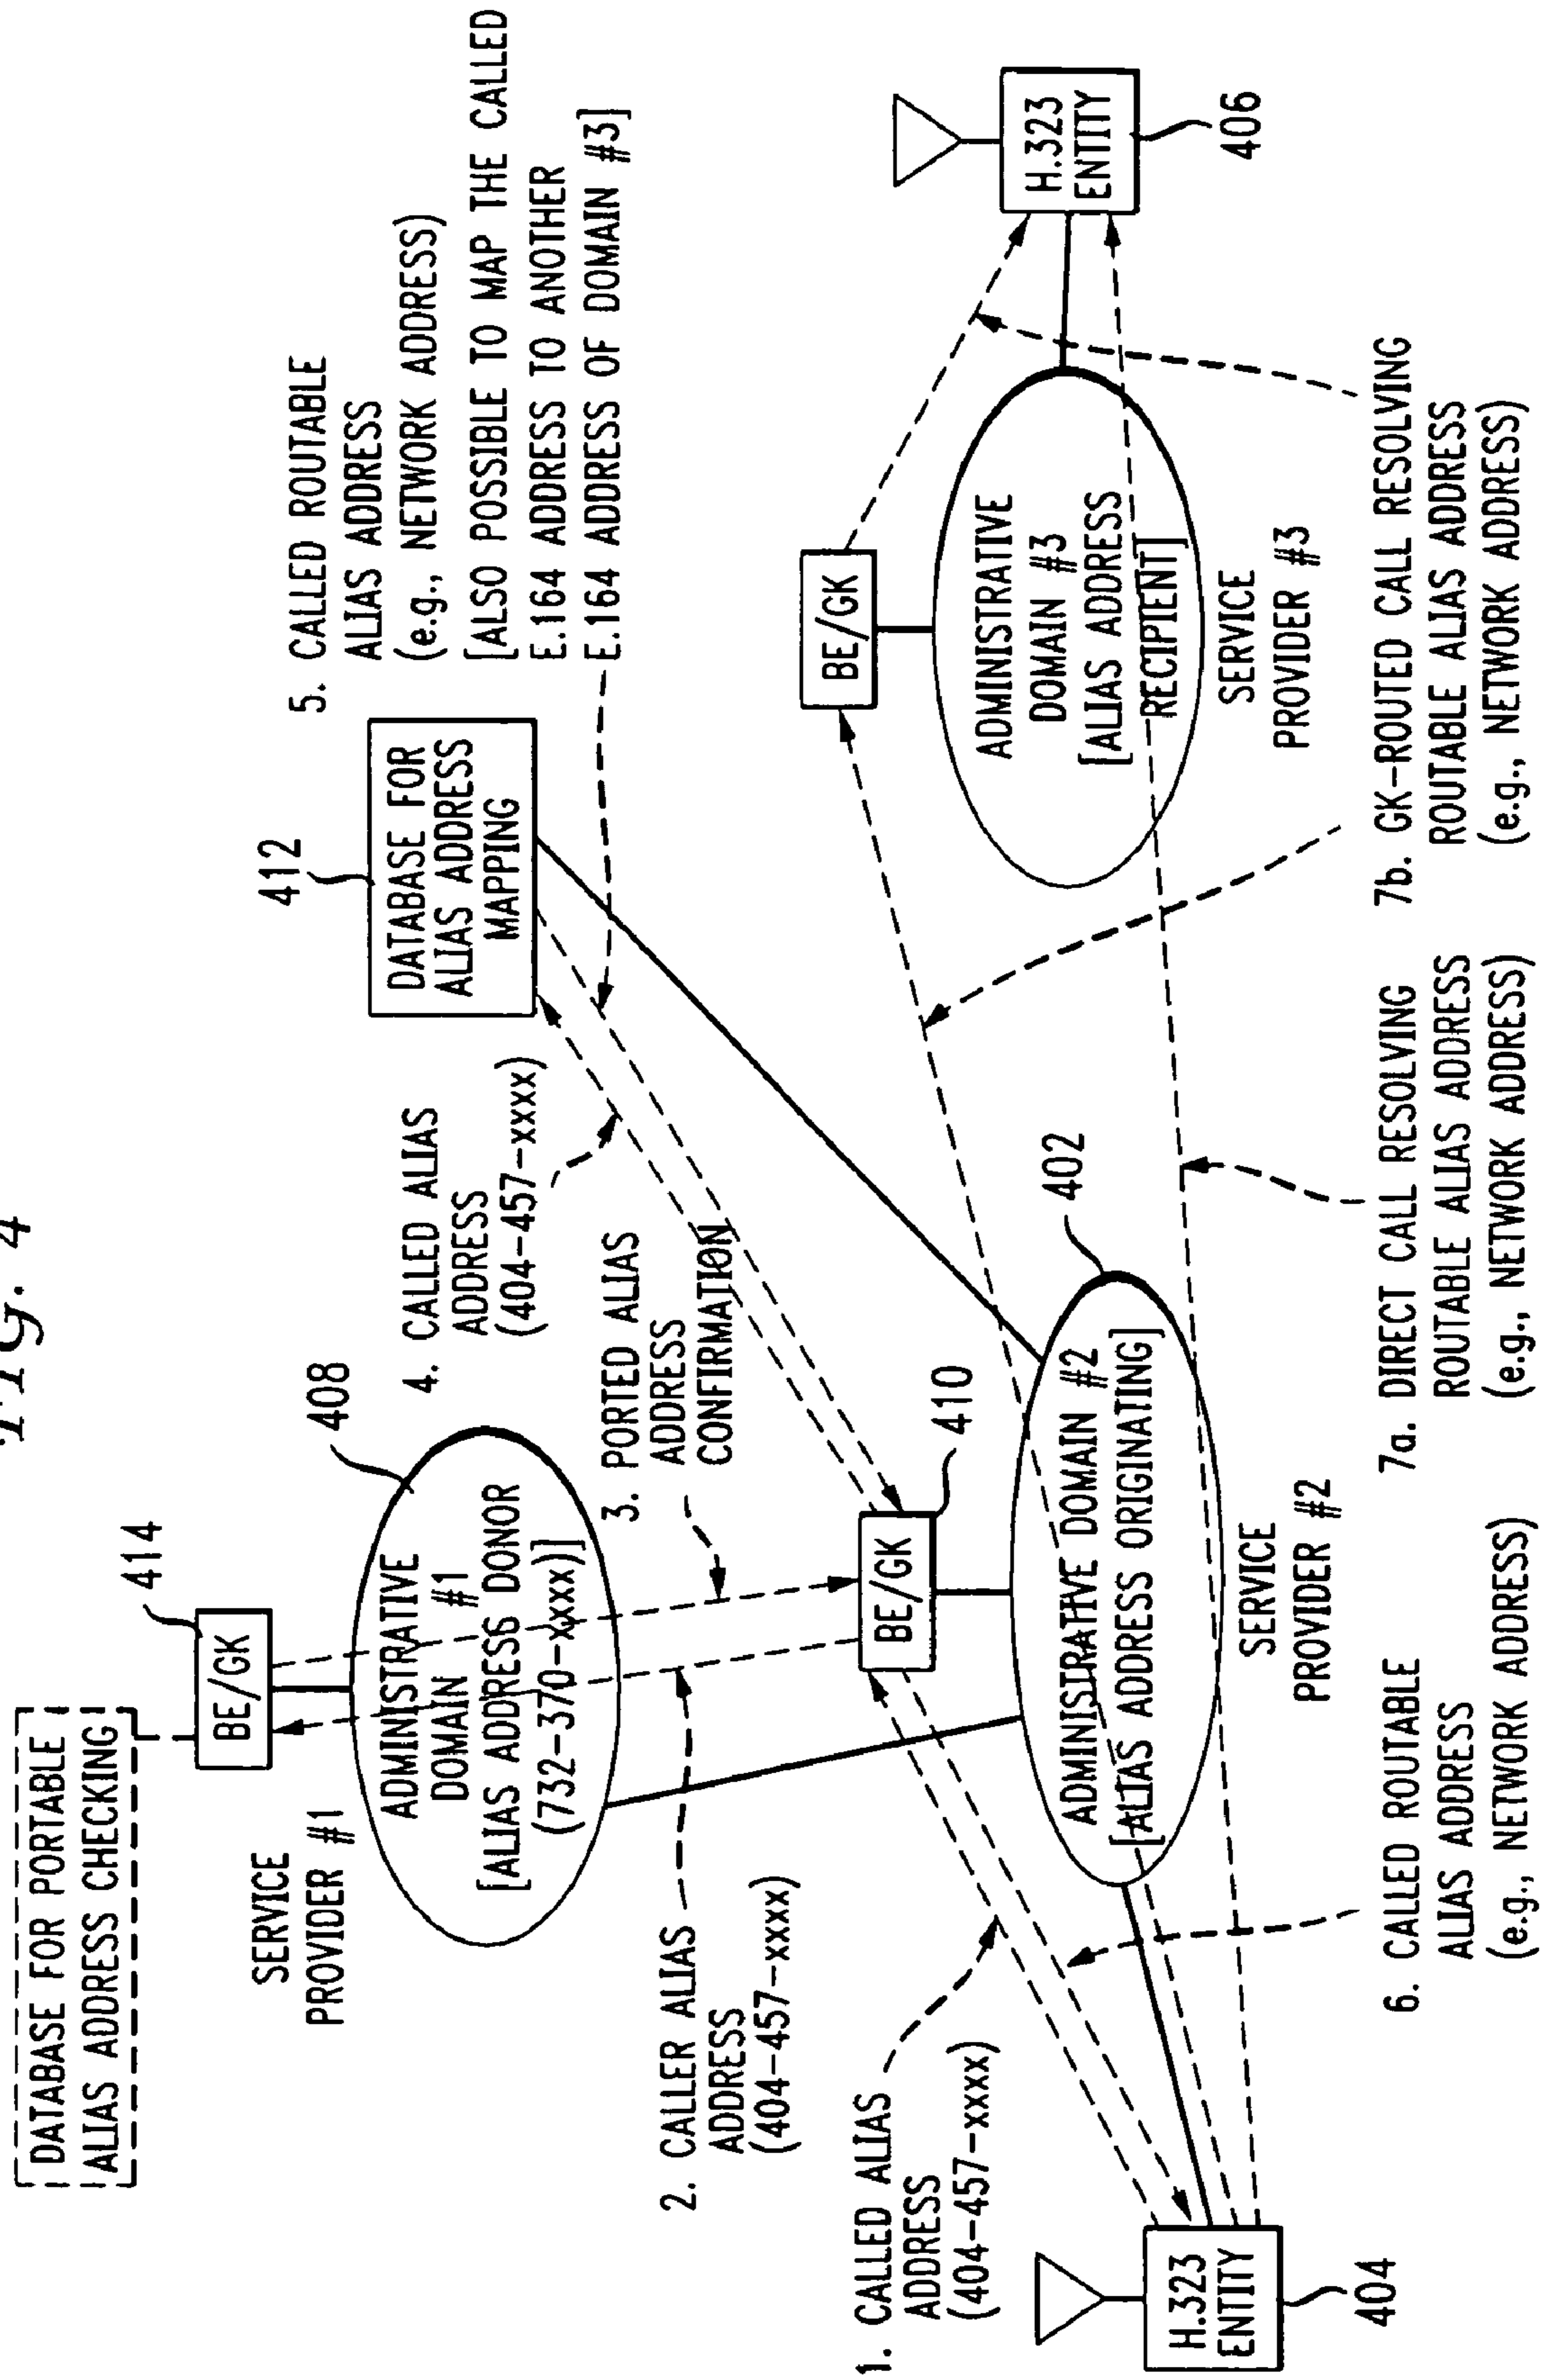 FIG. 4
DATABASE FOR PORTABLE
ALIAS ADDRESS CHECKING
414
BE/GK
SERVICE
PROVIDER #1
408
ADMINISTRATIVE
DOMAIN #1
[ALIAS ADDRESS DONOR
(732-370-xxxx)]
412
DATABASE FOR
ALIAS ADDRESS
MAPPING
5. CALLED ROUTABLE
ALIAS ADDRESS
(e.g., NETWORK ADDRESS)
[ALSO POSSIBLE TO MAP THE CALLED
E.164 ADDRESS TO ANOTHER
E.164 ADDRESS OF DOMAIN #3]
4. CALLED ALIAS
ADDRESS
(404-457-xxxx)
3. PORTED ALIAS
ADDRESS
CONFIRMATION
2. CALLER ALIAS
ADDRESS
(404-457-xxxx)
1. CALLED ALIAS
ADDRESS
(404-457-xxxx)
BE/GK
410
BE/GK
H.323
ENTITY
406
ADMINISTRATIVE
DOMAIN #3
[ALIAS ADDRESS
RECIPIENT]
SERVICE
PROVIDER #3
402
ADMINISTRATIVE DOMAIN #2
[ALIAS ADDRESS ORIGINATING]
SERVICE
PROVIDER #2
H.323
ENTITY
404
6. CALLED ROUTABLE
ALIAS ADDRESS
(e.g., NETWORK ADDRESS)
7a. DIRECT CALL RESOLVING
ROUTABLE ALIAS ADDRESS
(e.g., NETWORK ADDRESS)
7b. GK-ROUTED CALL RESOLVING
ROUTABLE ALIAS ADDRESS
(e.g., NETWORK ADDRESS)